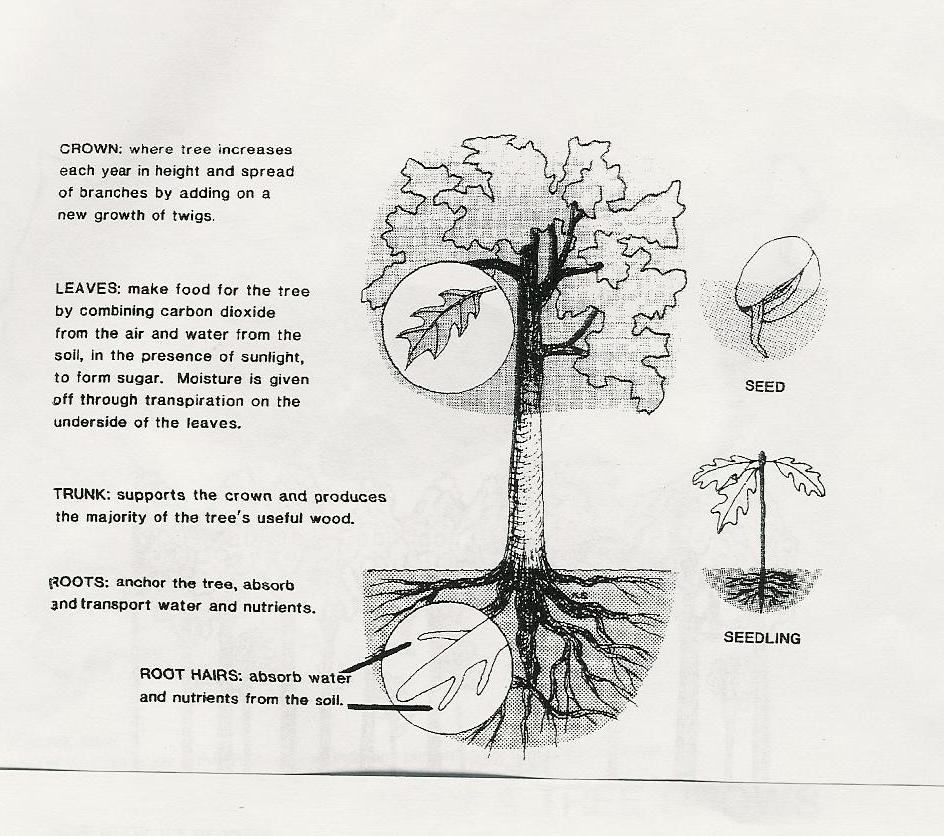 CROWN: where tree increases
each year in height and spread
of branches by adding on a
new growth of twigs.
LEAVES: make food for the tree
by combining carbon dioxide
from the air and water from the
soil, in the presence of sunlight,
to form sugar. Moisture is given
off through transpiration on the
underside of the leaves.
SEED
TRUNK: supports the crown and produces
the majority of the tree's useful wood.
ROOTS: anchor the tree, absorb
and transport water and nutrients.
SEEDLING
ROOT HAIRS: absorb water
and nutrients from the soil.